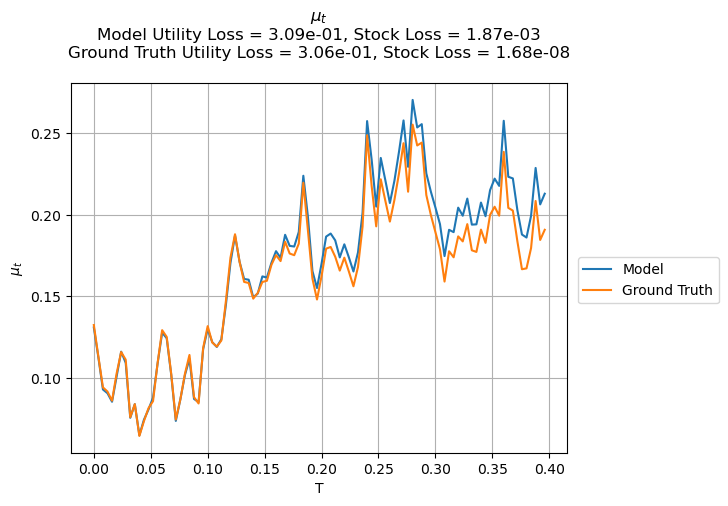 μₜ
Model Utility Loss = 3.09e-01, Stock Loss = 1.87e-03
Ground Truth Utility Loss = 3.06e-01, Stock Loss = 1.68e-08
0.25
0.20
0.15
0.10
μₜ
Model
Ground Truth
0.00 0.05 0.10 0.15 0.20 0.25 0.30 0.35 0.40
T